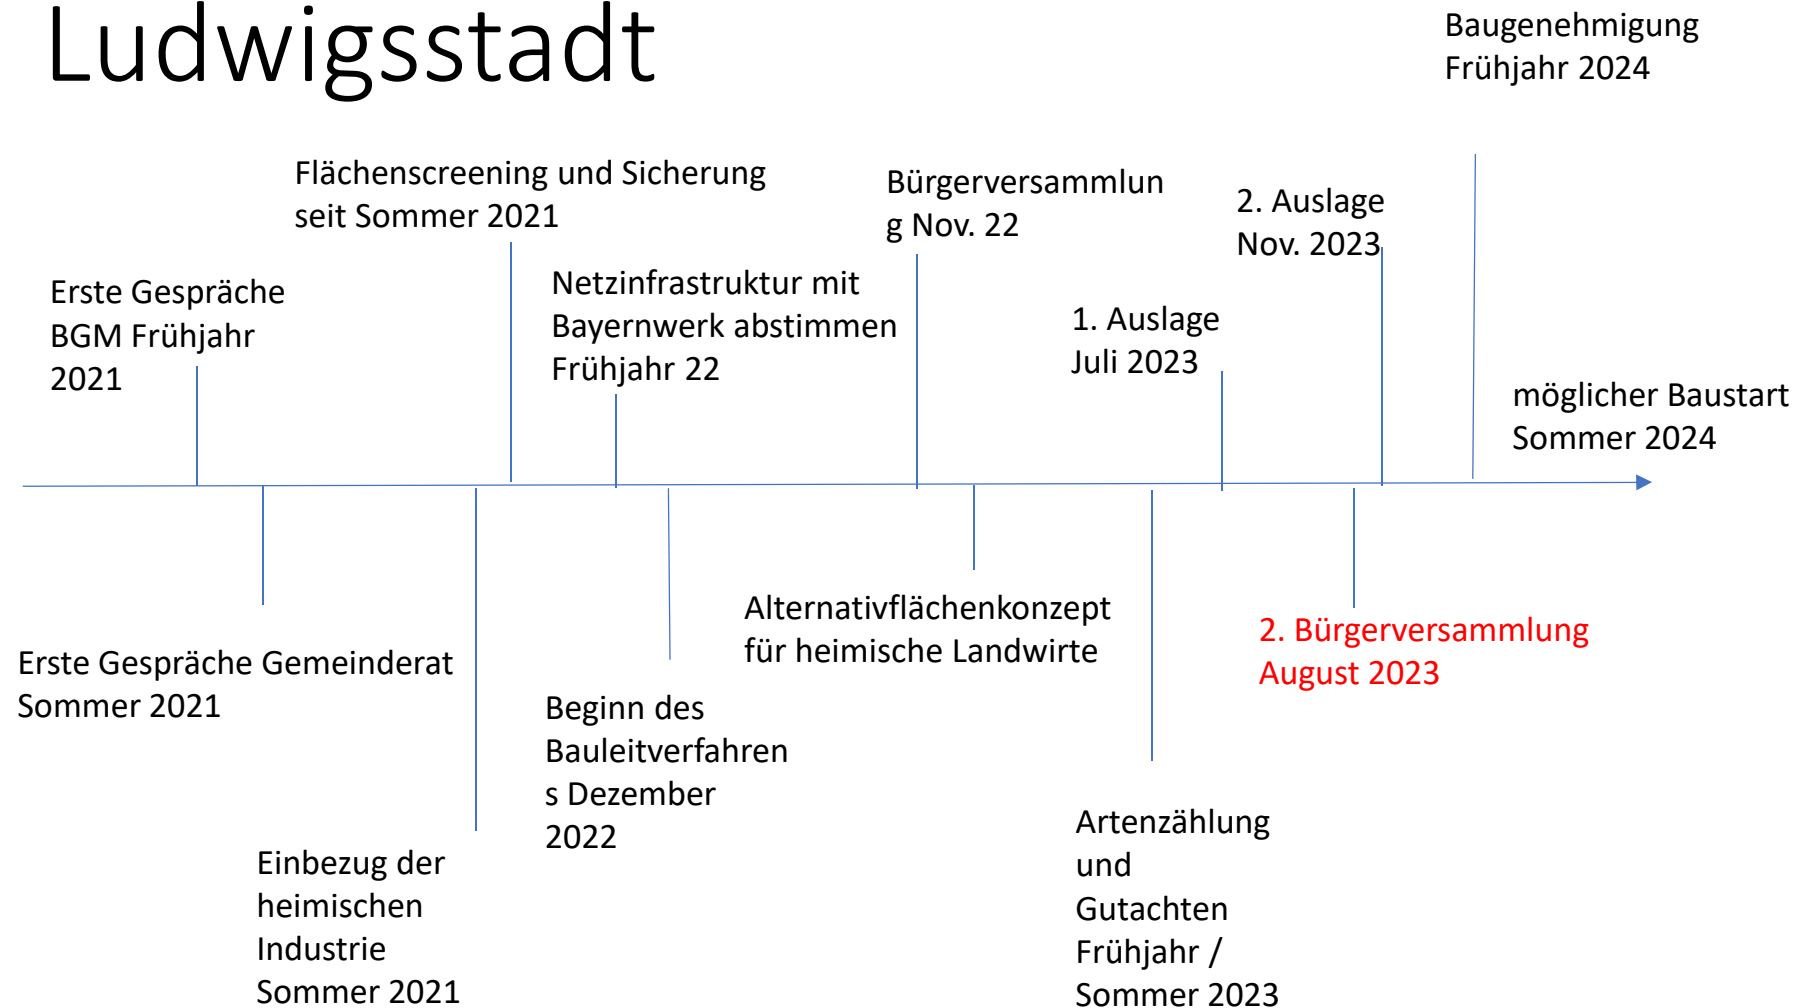 Ludwigsstadt
Baugenehmigung
Frühjahr 2024
Flächenscreening und Sicherung
seit Sommer 2021
Bürgerversammlun
g Nov. 22
2. Auslage
Nov. 2023
Erste Gespräche
BGM Frühjahr
2021
Netzinfrastruktur mit
Bayernwerk abstimmen
Frühjahr 22
1. Auslage
Juli 2023
möglicher Baustart
Sommer 2024
Erste Gespräche Gemeinderat
Sommer 2021
Alternativflächenkonzept
für heimische Landwirte
2. Bürgerversammlung
August 2023
Beginn des
Bauleitverfahren
s Dezember
2022
Einbezug der
heimischen
Industrie
Sommer 2021
Artenzählung
und
Gutachten
Frühjahr /
Sommer 2023